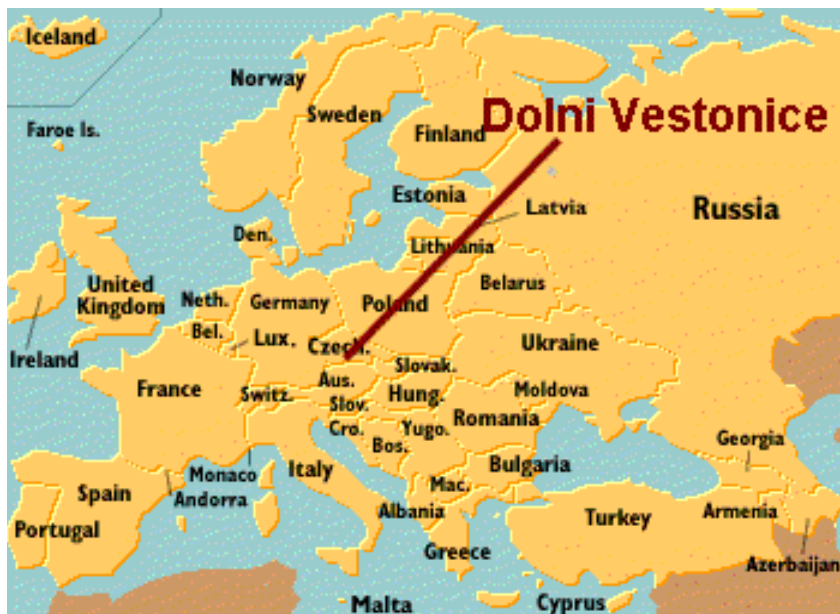 Iceland
Norway
Sweden
Finland
Dolni Vestonice
Faroe Is.
Estonia
Latvia
Russia
Den.
Lithuania
United
Kingdom
Neth.
Germany
Poland
Belarus
Ireland
Bel.
Lux.
Czech.
Ukraine
France
Switz.
Aus.
Slovak.
Slov.
Hung.
Moldova
Cro.
Yugo.
Romania
Bos.
Georgia
Monaco
Italy
Bulgaria
Spain
Andorra
Mac.
Portugal
Albania
Turkey
Armenia
Greece
Azerbaijan
Malta
Cyprus